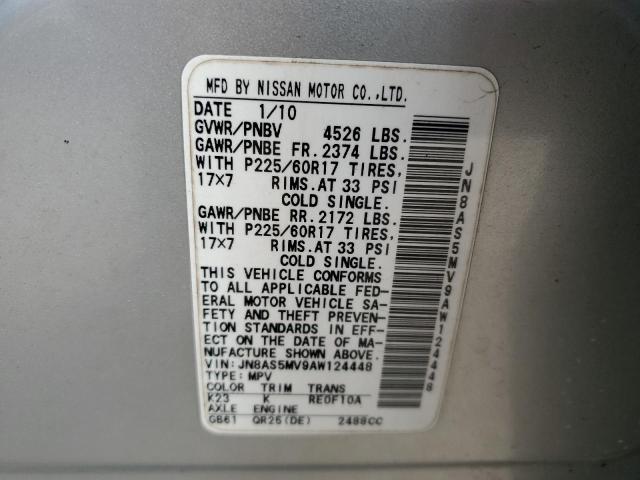 MFD BY NISSAN MOTOR CO.,LTD.
DATE 1/10
GVWR/PNBV 4526 LBS.
GAWR/PNBE FR.2374 LBS.
WITH P225/60R17 TIRES,
17×7 RIMS.AT 33 PSI
COLD SINGLE.
GAWR/PNBE RR.2172 LBS.
WITH P225/60R17 TIRES,
17×7 RIMS.AT 33 PSI
COLD SINGLE.
THIS VEHICLE CONFORMS
TO ALL APPLICABLE FED-
ERAL MOTOR VEHICLE SA-
FETY AND THEFT PREVEN-
TION STANDARDS IN EFF-
ECT ON THE DATE OF MA-
NUFACTURE SHOWN ABOVE.
VIN: JN8AS5MV9AW124448
TYPE: MPV
COLOR TRIM TRANS
K23 K RE0F10A
AXLE ENGINE
GB61 QR25(DE) 2488CC
JN8AS5MV9AW124448